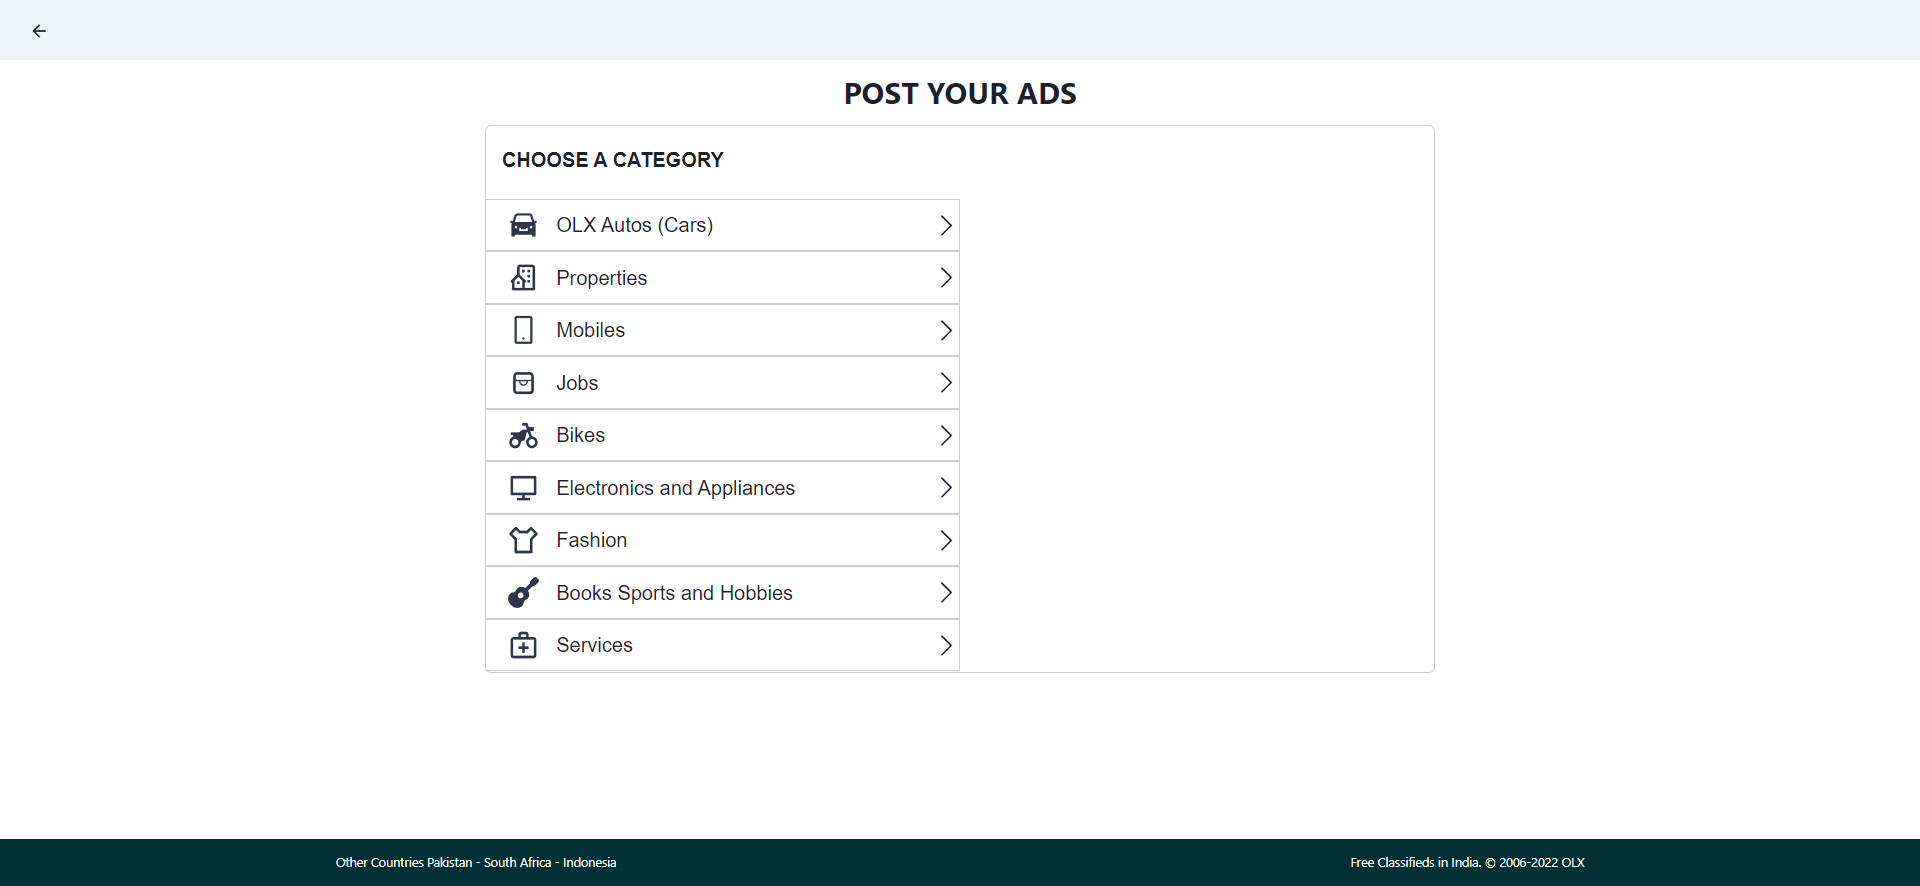 POST YOUR ADS
CHOOSE A CATEGORY
OLX Autos (Cars)
Properties
Mobiles
Jobs
Bikes
Electronics and Appliances
Fashion
Books Sports and Hobbies
Services
Other Countries Pakistan - South Africa - Indonesia
Free Classifieds in India. © 2006-2022 OLX